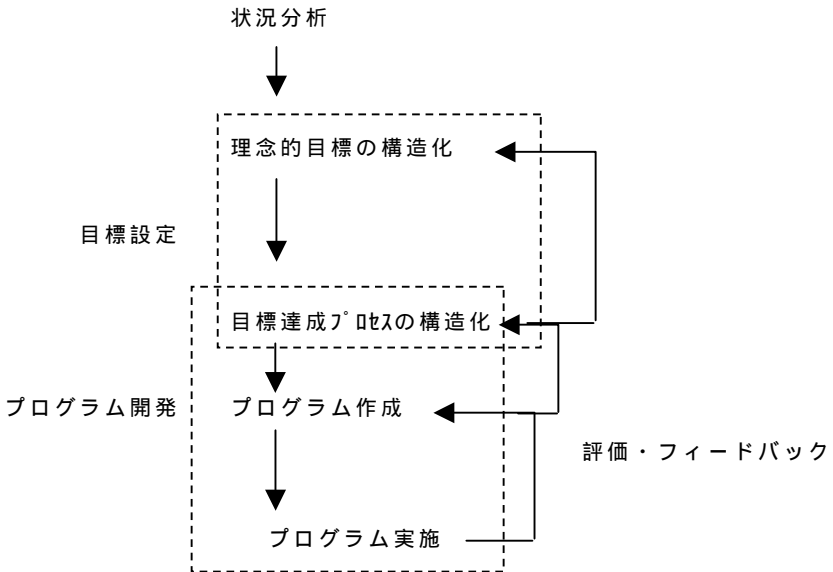 状況分析
理念的目標の構造化
目標設定
目標達成ﾌﾟﾛｾｽの構造化
プログラム開発
プログラム作成
評価・フィードバック
プログラム実施